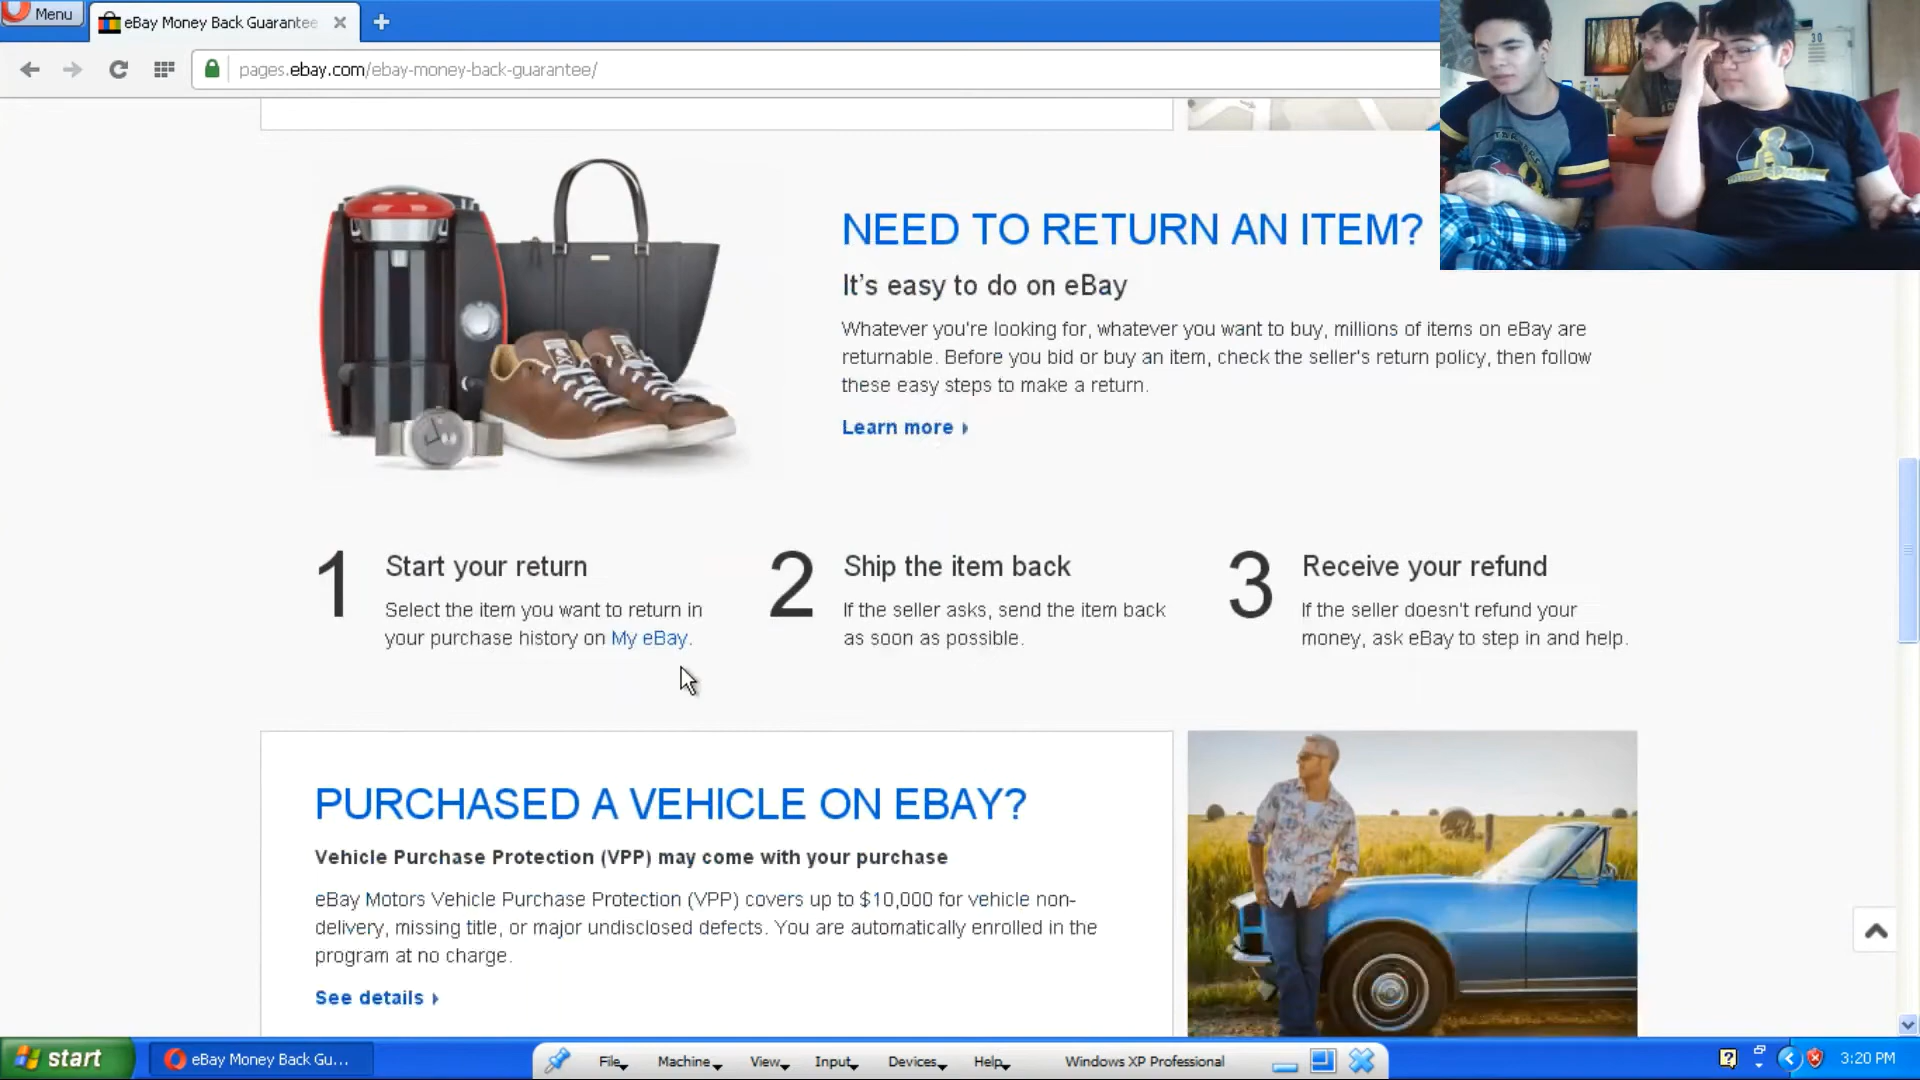 Menu
eBay Money Back Guarantee
pages.ebay.com/ebay-money-back-guarantee/
30
NEED TO RETURN AN ITEM?
It's easy to do on eBay
Whatever you're looking for, whatever you want to buy, millions of items on eBay are
returnable. Before you bid or buy an item, check the seller's return policy, then follow
these easy steps to make a return.
Learn more
1
Start your return
Select the item you want to return in
your purchase history on My eBay.
2
Ship the item back
If the seller asks, send the item back
as soon as possible.
3
Receive your refund
If the seller doesn't refund your
money, ask eBay to step in and help.
PURCHASED A VEHICLE ON EBAY?
Vehicle Purchase Protection (VPP) may come with your purchase
eBay Motors Vehicle Purchase Protection (VPP) covers up to $10,000 for vehicle non-
delivery, missing title, or major undisclosed defects. You are automatically enrolled in the
program at no charge.
See details
start
eBay Money Back Gu...
File
Machine
View
Input
Devices
Help
Windows XP Professional
3:20 PM